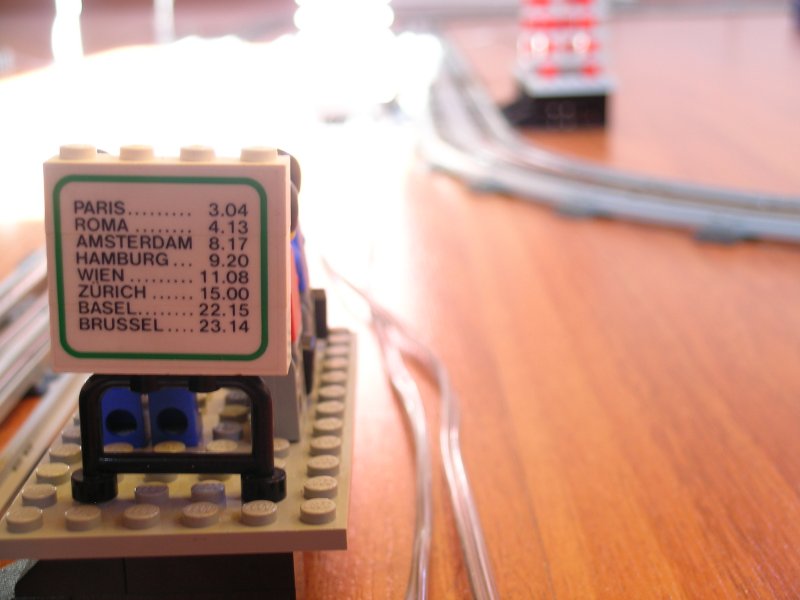 PARIS.......... 3.04
ROMA ........ 4.13
AMSTERDAM 8.17
HAMBURG ... 9.20
WIEN .......... 11.08
ZÜRICH ...... 15.00
BASEL........ 22.15
BRUSSEL .... 23.14